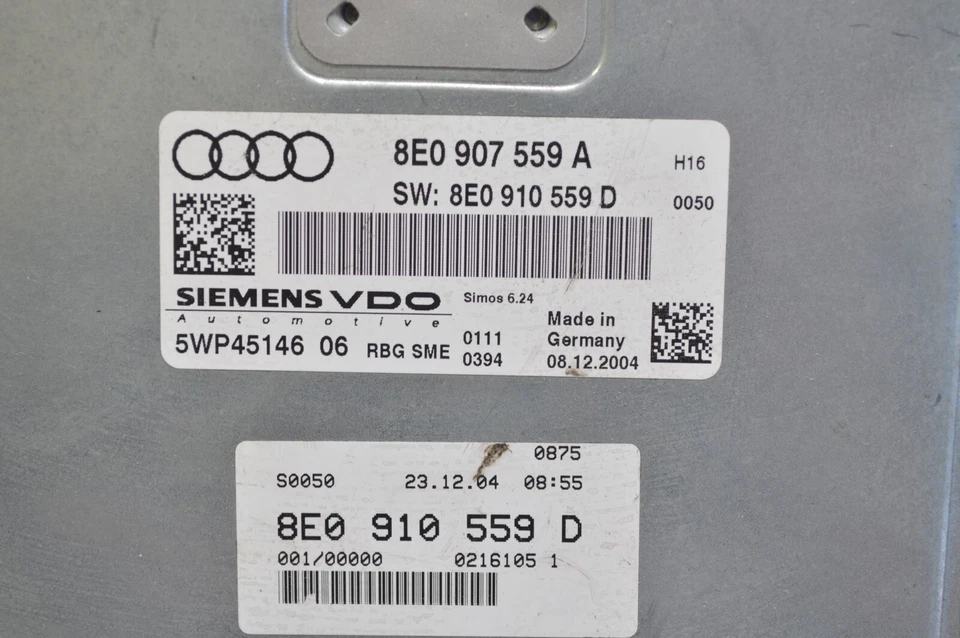 8E0 907 559 A
H16
SW: 8E0 910 559 D
0050
SIEMENS VDO
Automotive
Simos 6.24
5WP45146 06
RBG SME
0111
0394
Made in
Germany
08.12.2004
0875
S0050 23.12.04 08:55
8E0 910 559 D
001/00000 0216105 1